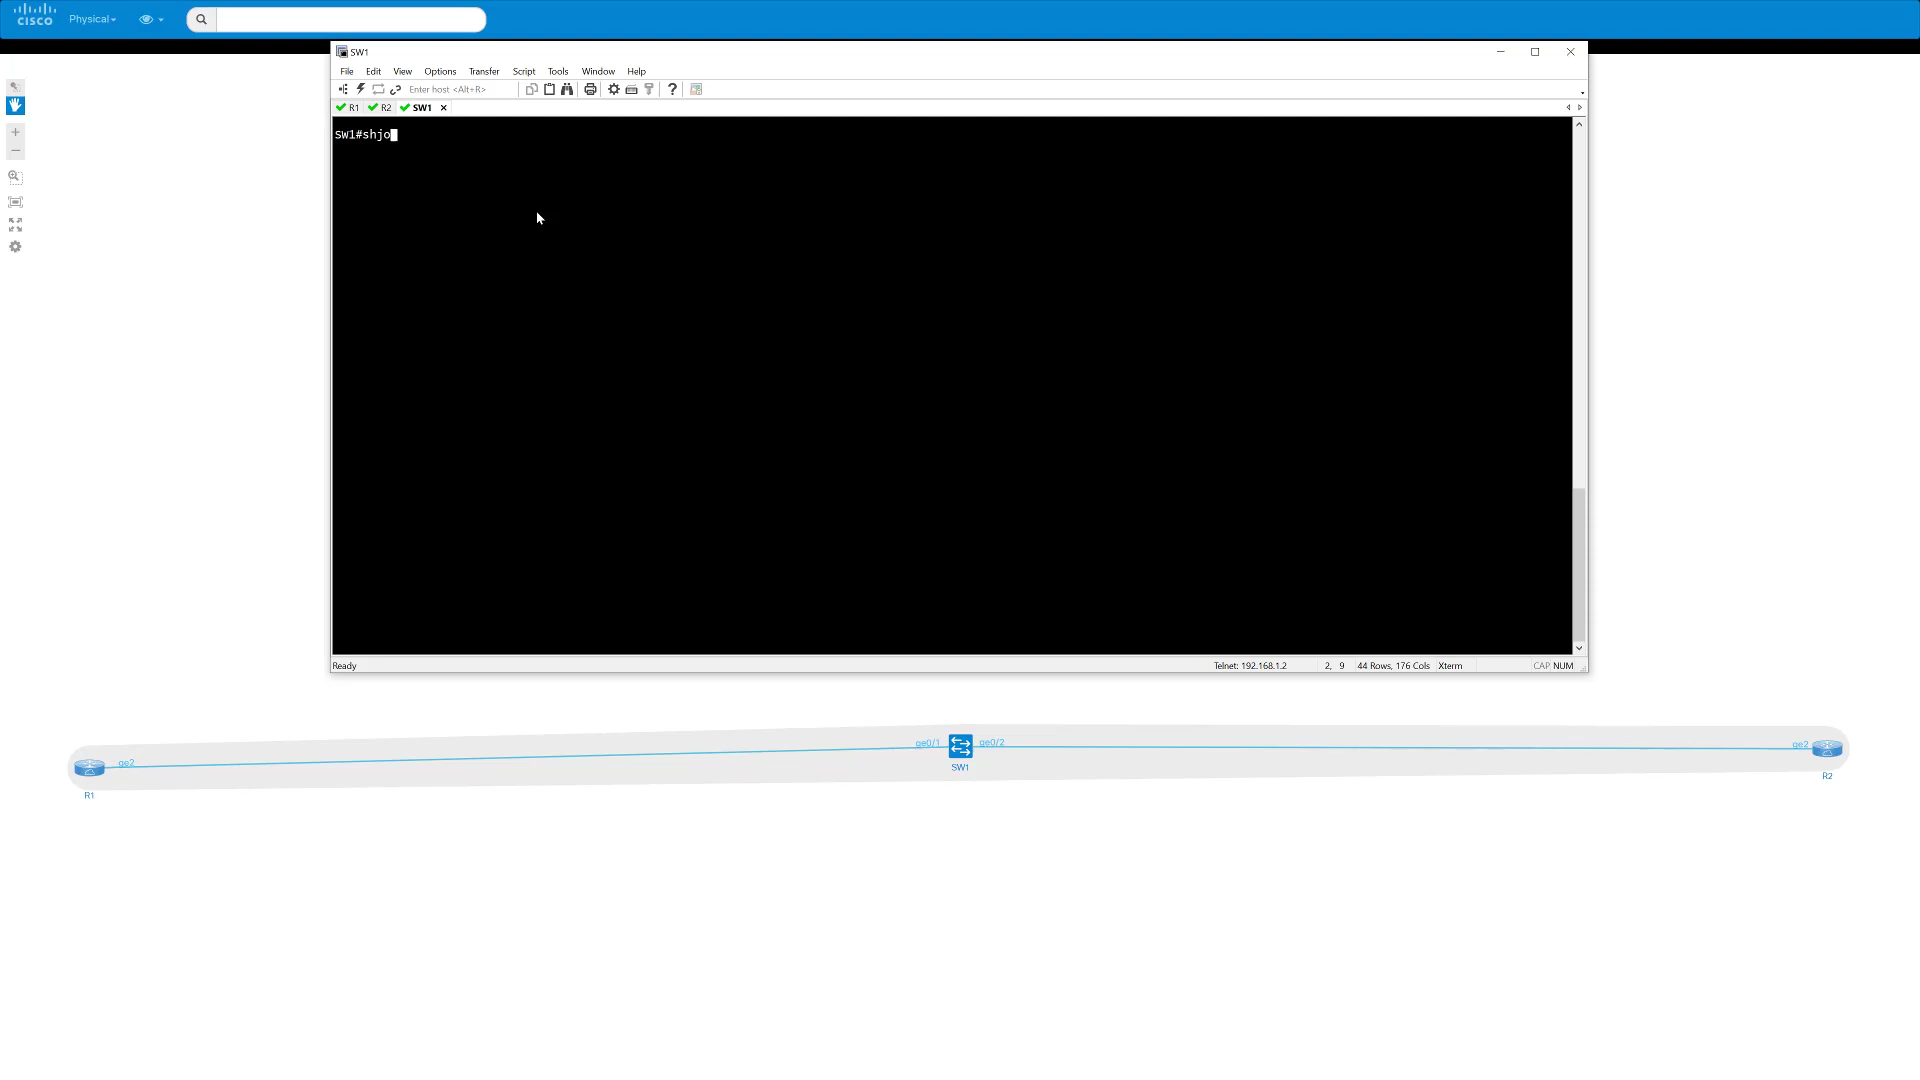 CISCO
Physical
SW1
File Edit View Options Transfer Script Tools Window Help
Enter host <Alt+R>
R1 R2 SW1
SW1#shjo
Ready
Telnet: 192.168.1.2 2, 9 44 Rows, 176 Cols Xterm CAP NUM
ge2
R1
ge0/1
ge0/2
SW1
ge2
R2